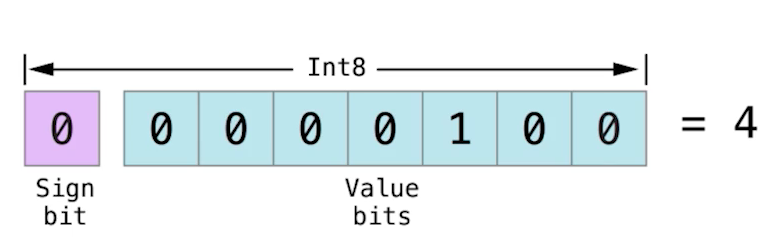 Int8
0 0 0 0 0 1 0 0 = 4
Sign bit
Value bits